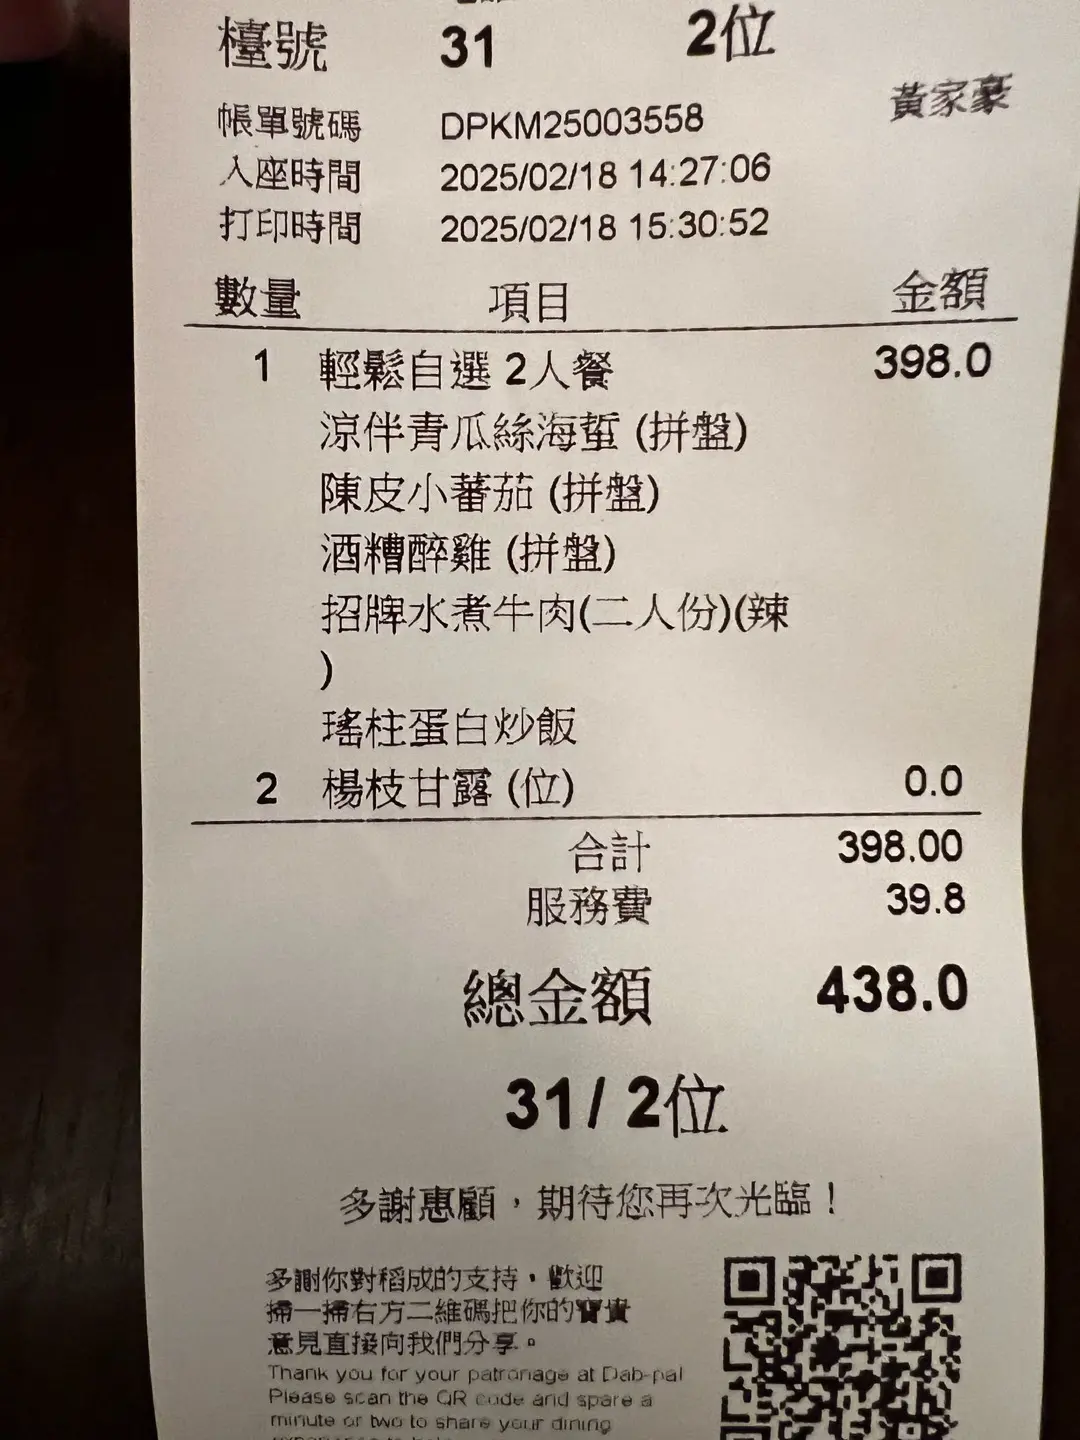 檯號 31 2位
黃家豪
帳單號碼 DPKM25003558
入座時間 2025/02/18 14:27:06
打印時間 2025/02/18 15:30:52
數量 項目 金額
1 輕鬆自選 2人餐 398.0
涼伴青瓜絲海蜇 (拼盤)
陳皮小蕃茄 (拼盤)
酒糟醉雞 (拼盤)
招牌水煮牛肉(二人份)(辣
)
瑤柱蛋白炒飯
2 楊枝甘露 (位) 0.0
合計 398.00
服務費 39.8
總金額 438.0
31/ 2位
多謝惠顧，期待您再次光臨！
多謝你對稻成的支持，歡迎
掃一掃右方二維碼把你的寶貴
意見直接向我們分享。
Thank you for your patronage at Dab-pal
Please scan the QR code and spare a
minute or two to share your dining